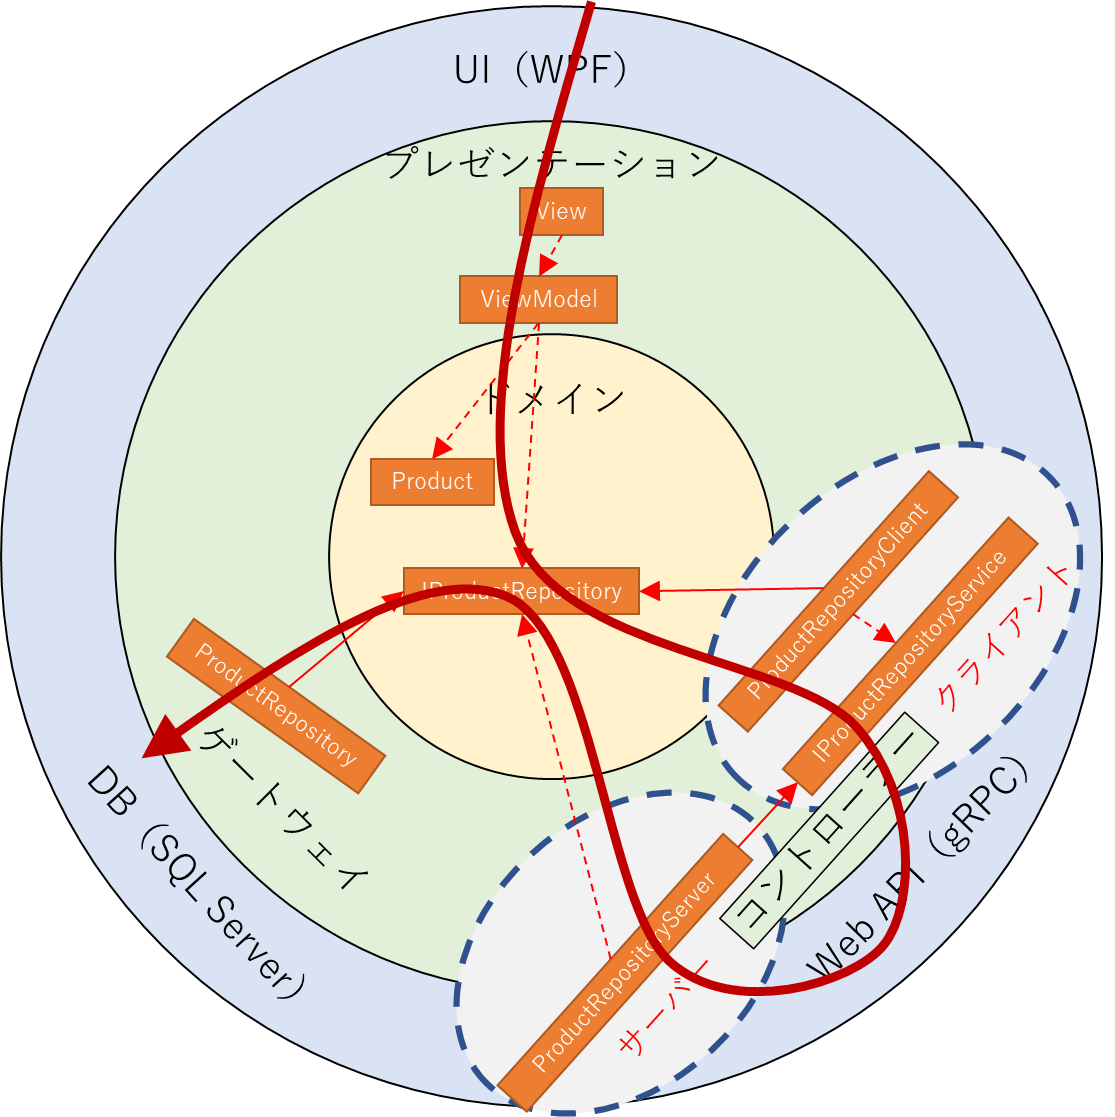 UI（WPF）
プレゼンテーション
View
ViewModel
ドメイン
Product
IProductRepository
ProductRepositoryClient
IProductRepositoryService
クライアント
ProductRepository
ゲートウェイ
DB（SQL Server）
コントローラー
Web API（gRPC）
ProductRepositoryServer
サーバー